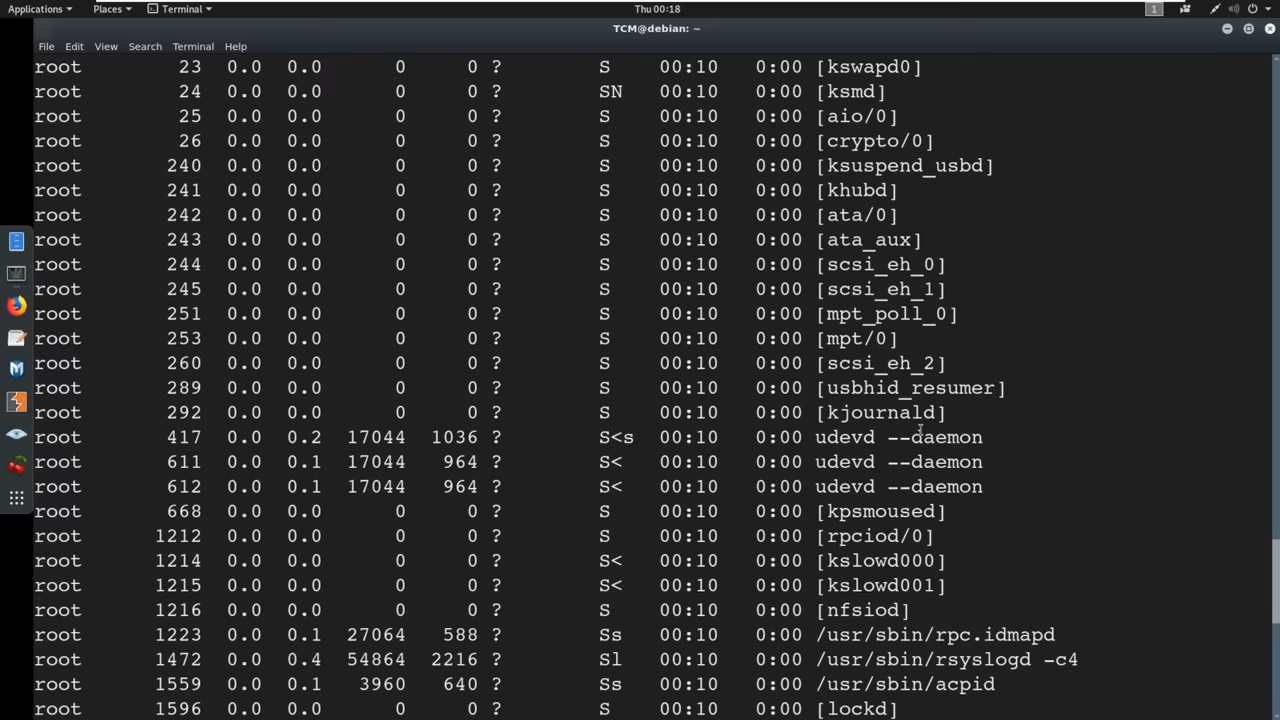 Applications Places Terminal Thu 00:18 1
TCM@debian: ~
File Edit View Search Terminal Help
root 23 0.0 0.0 0 0 ? S 00:10 0:00 [kswapd0]
root 24 0.0 0.0 0 0 ? SN 00:10 0:00 [ksmd]
root 25 0.0 0.0 0 0 ? S 00:10 0:00 [aio/0]
root 26 0.0 0.0 0 0 ? S 00:10 0:00 [crypto/0]
root 240 0.0 0.0 0 0 ? S 00:10 0:00 [ksuspend_usbd]
root 241 0.0 0.0 0 0 ? S 00:10 0:00 [khubd]
root 242 0.0 0.0 0 0 ? S 00:10 0:00 [ata/0]
root 243 0.0 0.0 0 0 ? S 00:10 0:00 [ata_aux]
root 244 0.0 0.0 0 0 ? S 00:10 0:00 [scsi_eh_0]
root 245 0.0 0.0 0 0 ? S 00:10 0:00 [scsi_eh_1]
root 251 0.0 0.0 0 0 ? S 00:10 0:00 [mpt_poll_0]
root 253 0.0 0.0 0 0 ? S 00:10 0:00 [mpt/0]
root 260 0.0 0.0 0 0 ? S 00:10 0:00 [scsi_eh_2]
root 289 0.0 0.0 0 0 ? S 00:10 0:00 [usbhid_resumer]
root 292 0.0 0.0 0 0 ? S 00:10 0:00 [kjournald]
root 417 0.0 0.2 17044 1036 ? S<s 00:10 0:00 udevd --daemon
root 611 0.0 0.1 17044 964 ? S< 00:10 0:00 udevd --daemon
root 612 0.0 0.1 17044 964 ? S< 00:10 0:00 udevd --daemon
root 668 0.0 0.0 0 0 ? S 00:10 0:00 [kpsmoused]
root 1212 0.0 0.0 0 0 ? S 00:10 0:00 [rpciod/0]
root 1214 0.0 0.0 0 0 ? S< 00:10 0:00 [kslowd000]
root 1215 0.0 0.0 0 0 ? S< 00:10 0:00 [kslowd001]
root 1216 0.0 0.0 0 0 ? S 00:10 0:00 [nfsiod]
root 1223 0.0 0.1 27064 588 ? Ss 00:10 0:00 /usr/sbin/rpc.idmapd
root 1472 0.0 0.4 54864 2216 ? Sl 00:10 0:00 /usr/sbin/rsyslogd -c4
root 1559 0.0 0.1 3960 640 ? Ss 00:10 0:00 /usr/sbin/acpid
root 1596 0.0 0.0 0 0 ? S 00:10 0:00 [lockd]